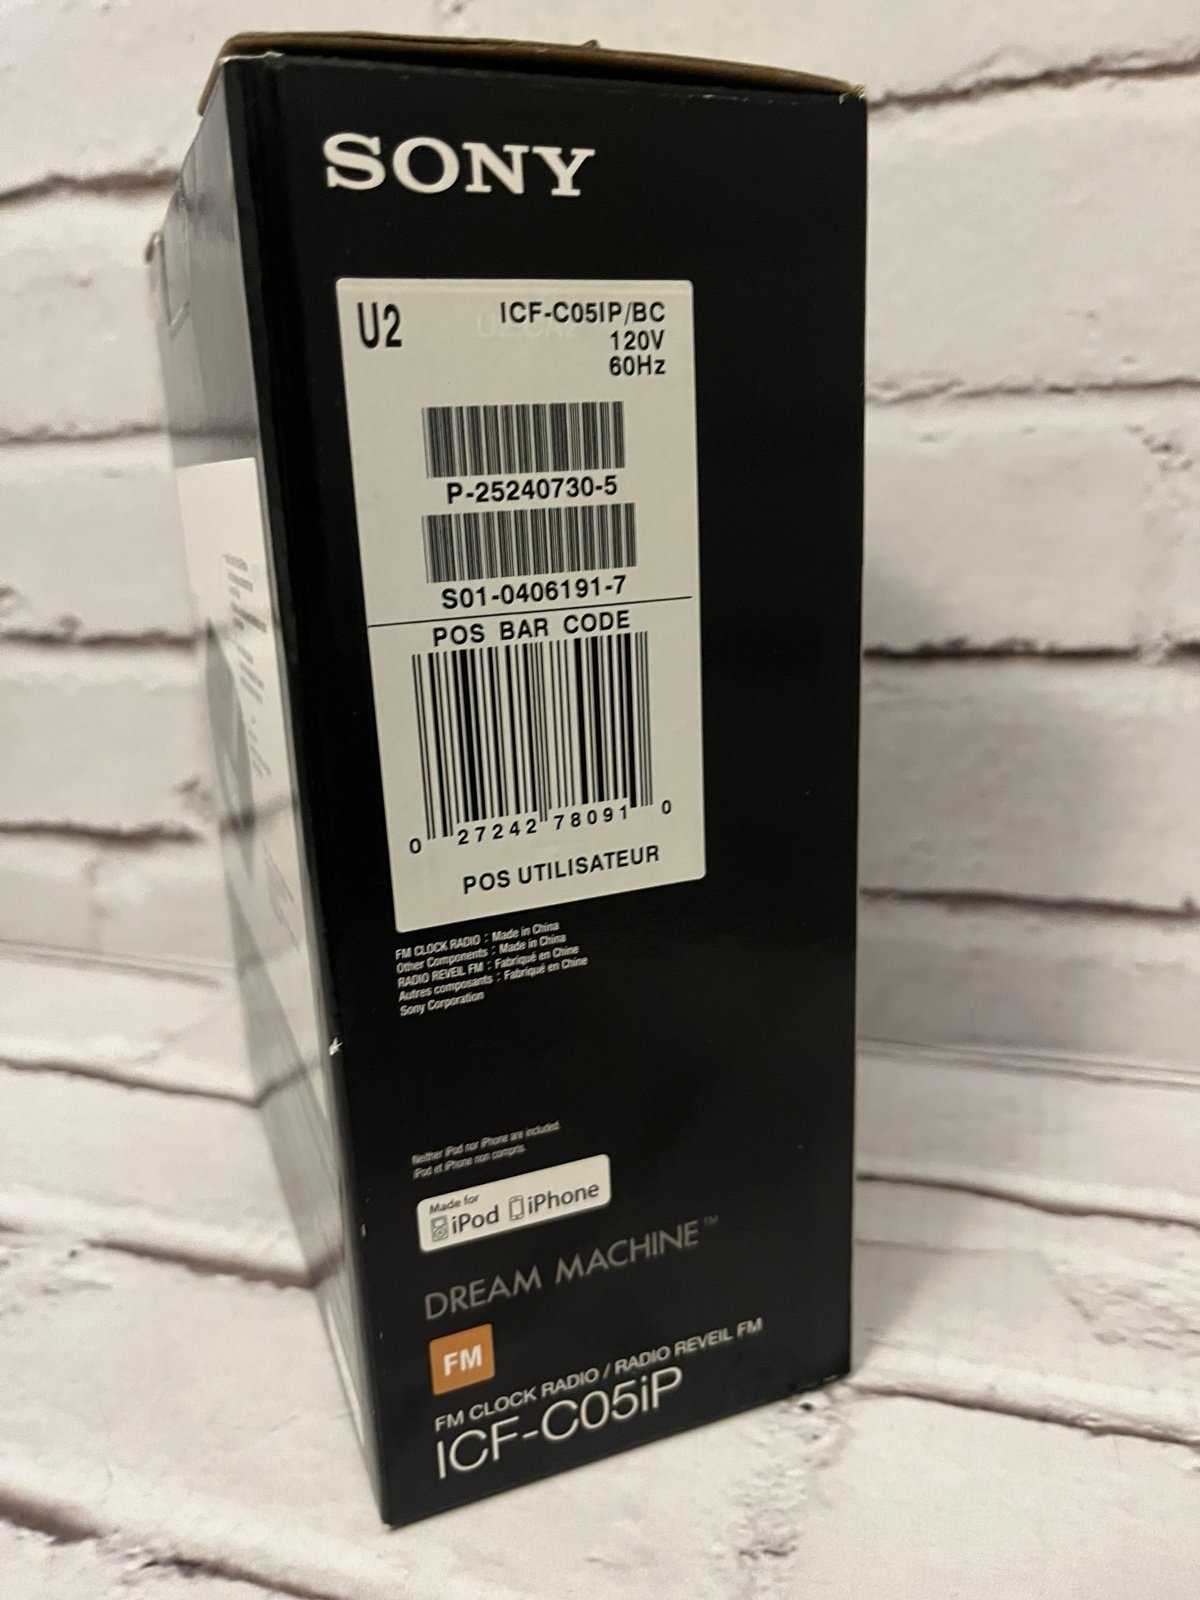 SONY
U2
ICF-C05IP/BC
120V
60Hz
P-25240730-5
S01-0406191-7
POS BAR CODE
0 27242 78091 0
POS UTILISATEUR
FM CLOCK RADIO : Made in China
Other Components : Made in China
RADIO REVEIL FM : Fabriqué en Chine
Autres composants : Fabriqué en Chine
Sony Corporation
Neither iPod nor iPhone are included.
iPod et iPhone non compris.
Made for
iPod iPhone
DREAM MACHINE™
FM
FM CLOCK RADIO / RADIO REVEIL FM
ICF-C05iP